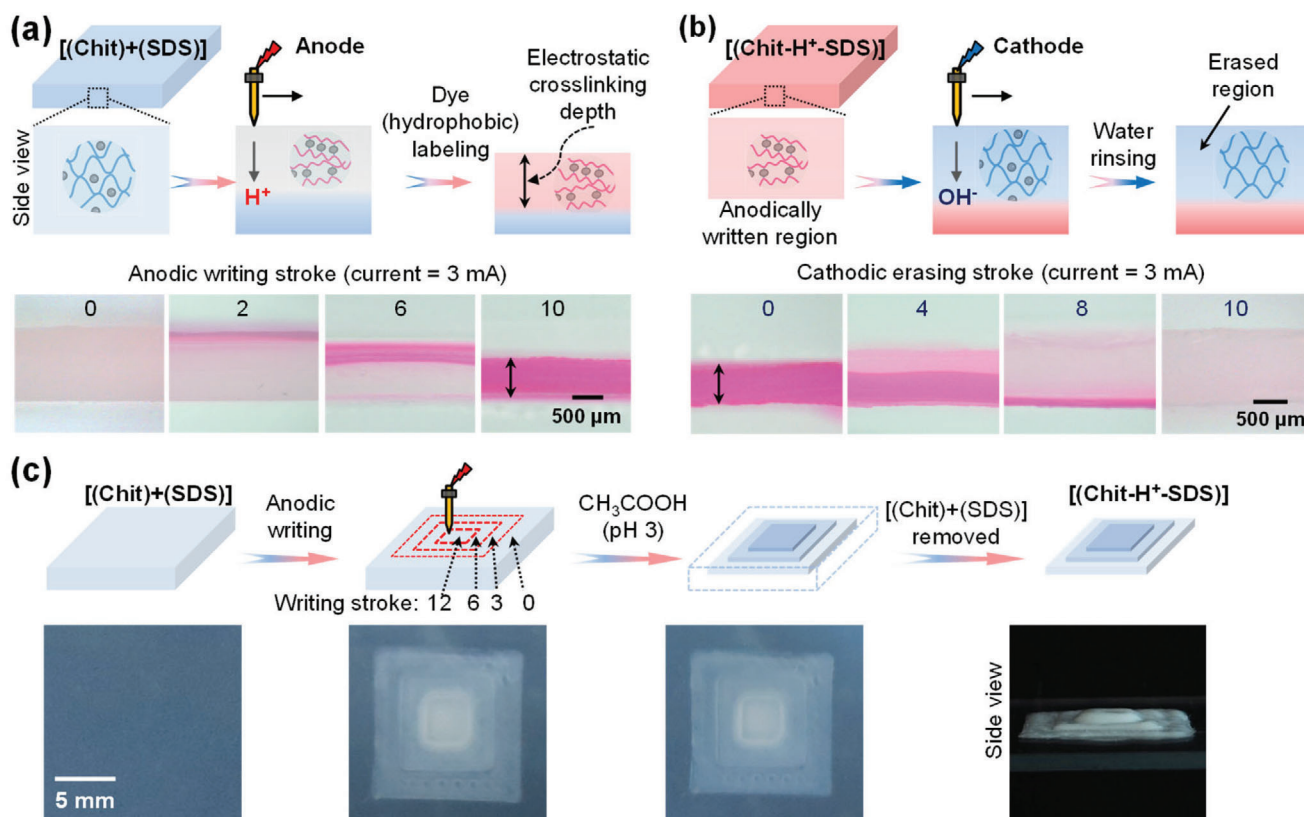 (a)
[(Chit)+(SDS)]
Anode
Side view
H⁺
Dye
(hydrophobic)
labeling
Electrostatic
crosslinking
depth
Anodic writing stroke (current = 3 mA)
0
2
6
10
500 µm
(b)
[(Chit-H⁺-SDS)]
Cathode
Anodically
written region
OH⁻
Water
rinsing
Erased
region
Cathodic erasing stroke (current = 3 mA)
0
4
8
10
500 µm
(c)
[(Chit)+(SDS)]
Anodic
writing
Writing stroke: 12 6 3 0
CH₃COOH
(pH 3)
[(Chit)+(SDS)]
removed
[(Chit-H⁺-SDS)]
5 mm
Side view